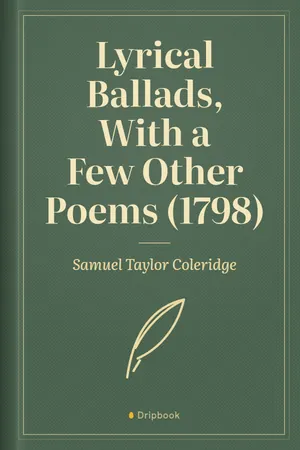 Lyrical
Ballads,
With a
Few Other
Poems (1798)
Samuel Taylor Coleridge
Dripbook